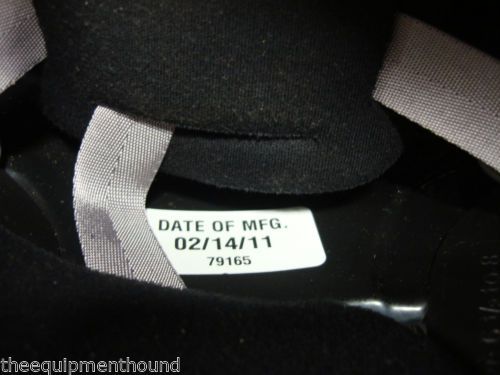 DATE OF MFG.
02/14/11
79165
theequipmenthound